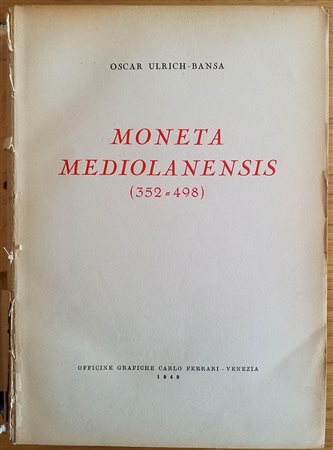 OSCAR ULRICH-BANSA
MONETA
MEDIOLANENSIS
(352=498)
OFFICINE GRAFICHE CARLO FERRARI - VENEZIA
1949